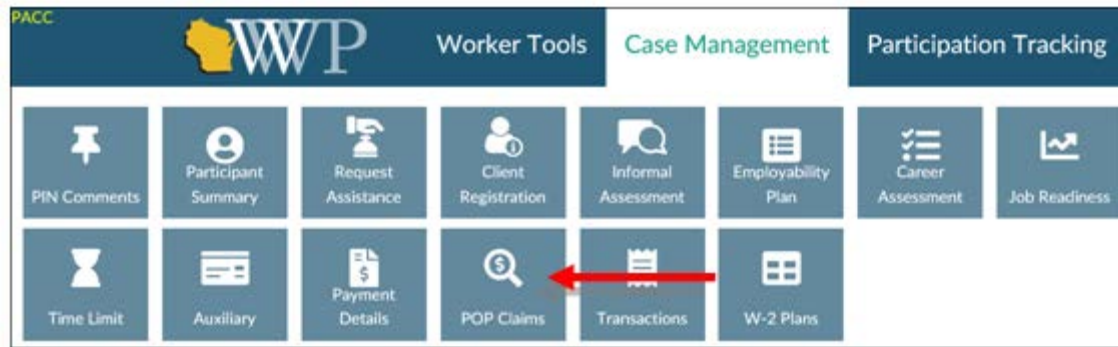 PACC
WWP
Worker Tools
Case Management
Participation Tracking
PIN Comments
Participant
Summary
Request
Assistance
Client
Registration
Informal
Assessment
Employability
Plan
Career
Assessment
Job Readiness
Time Limit
Auxiliary
Payment
Details
POP Claims
Transactions
W-2 Plans